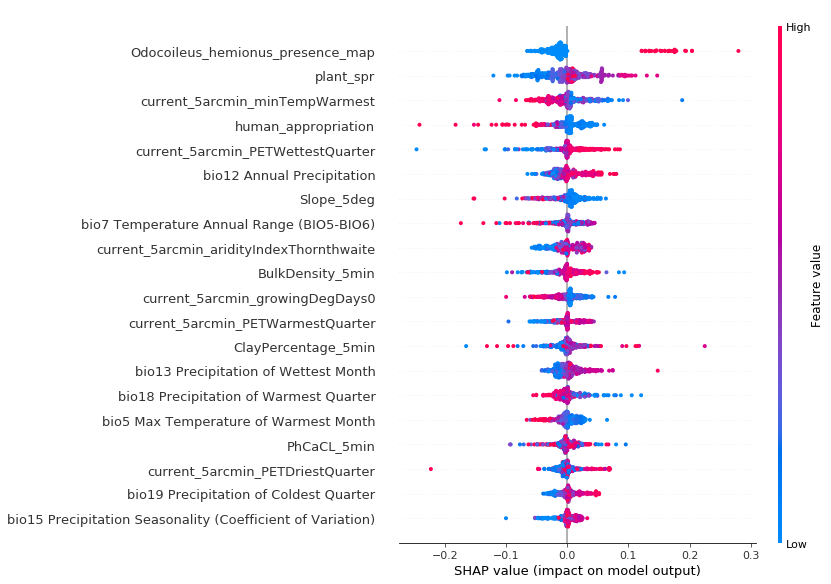 High
Odocoileus_hemionus_presence_map
plant_spr
current_5arcmin_minTempWarmest
human_appropriation
current_5arcmin_PETWettestQuarter
bio12 Annual Precipitation
Slope_5deg
bio7 Temperature Annual Range (BIO5-BIO6)
current_5arcmin_aridityIndexThornthwaite
BulkDensity_5min
current_5arcmin_growingDegDays0
current_5arcmin_PETWarmestQuarter
ClayPercentage_5min
bio13 Precipitation of Wettest Month
bio18 Precipitation of Warmest Quarter
bio5 Max Temperature of Warmest Month
PhCaCL_5min
current_5arcmin_PETDriestQuarter
bio19 Precipitation of Coldest Quarter
bio15 Precipitation Seasonality (Coefficient of Variation)
Feature value
Low
−0.2 −0.1 0.0 0.1 0.2 0.3
SHAP value (impact on model output)